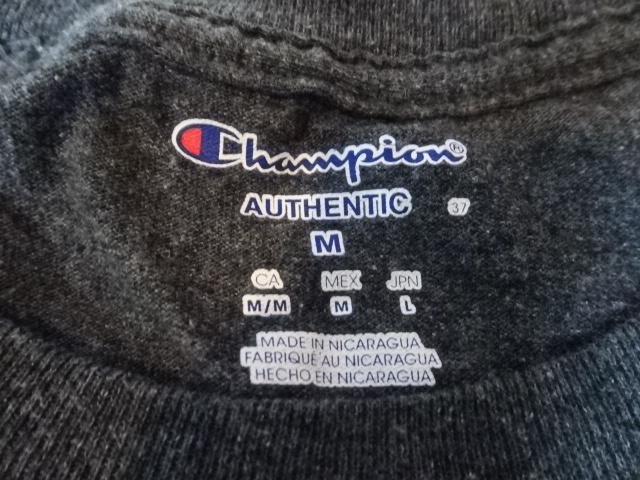 Champion®
AUTHENTIC 37
M
CA MEX JPN
M/M M L
MADE IN NICARAGUA
FABRIQUÉ AU NICARAGUA
HECHO EN NICARAGUA